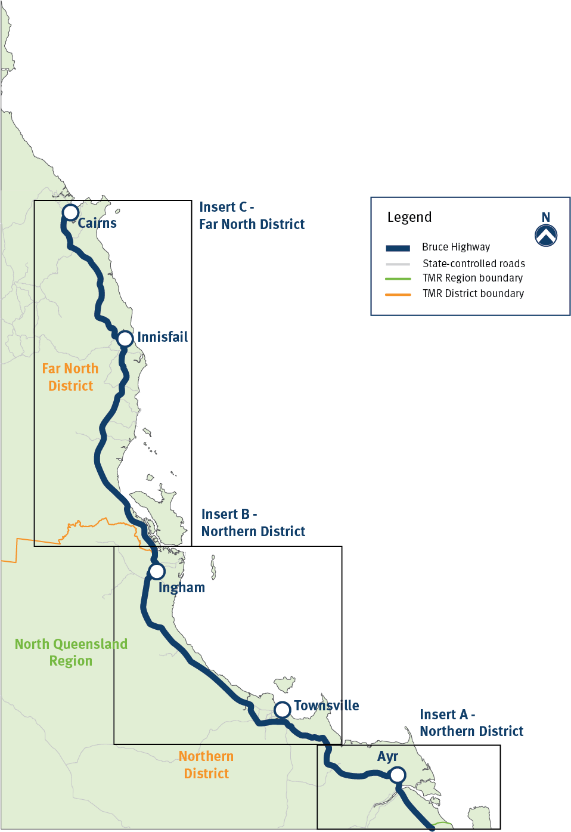 Insert C -
Far North District
Cairns
Legend
N
Bruce Highway
State-controlled roads
TMR Region boundary
TMR District boundary
Innisfail
Far North
District
Insert B -
Northern District
Ingham
North Queensland
Region
Townsville
Insert A -
Northern District
Northern
District
Ayr